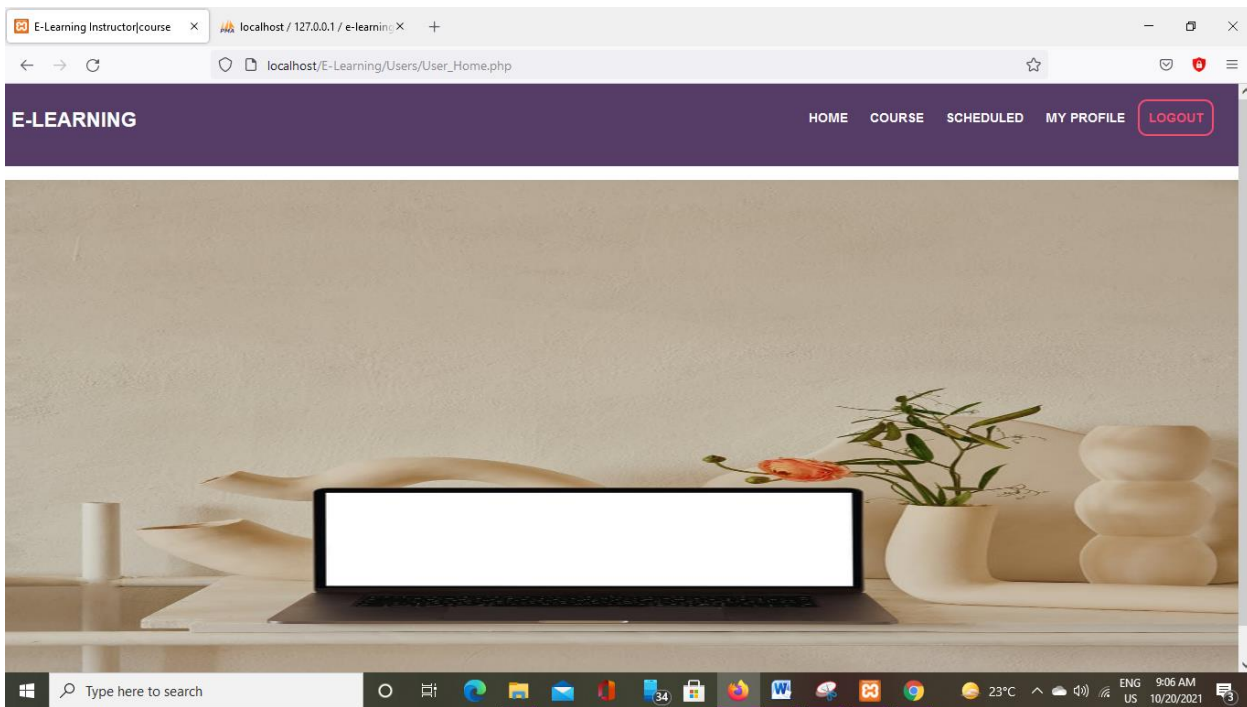 E-Learning Instructor|course
localhost / 127.0.0.1 / e-learning
localhost/E-Learning/Users/User_Home.php
E-LEARNING
HOME COURSE SCHEDULED MY PROFILE LOGOUT
Type here to search
34
23°C
ENG
US
9:06 AM
10/20/2021
3